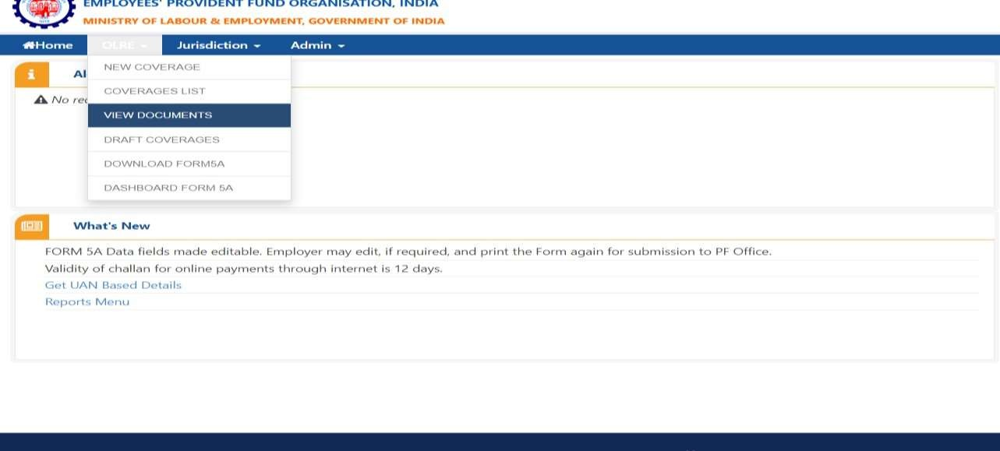 EMPLOYEES' PROVIDENT FUND ORGANISATION, INDIA
MINISTRY OF LABOUR & EMPLOYMENT, GOVERNMENT OF INDIA
Home OLRE Jurisdiction Admin
NEW COVERAGE
COVERAGES LIST
VIEW DOCUMENTS
DRAFT COVERAGES
DOWNLOAD FORM5A
DASHBOARD FORM 5A
Al
No rec
What's New
FORM 5A Data fields made editable. Employer may edit, if required, and print the Form again for submission to PF Office.
Validity of challan for online payments through internet is 12 days.
Get UAN Based Details
Reports Menu